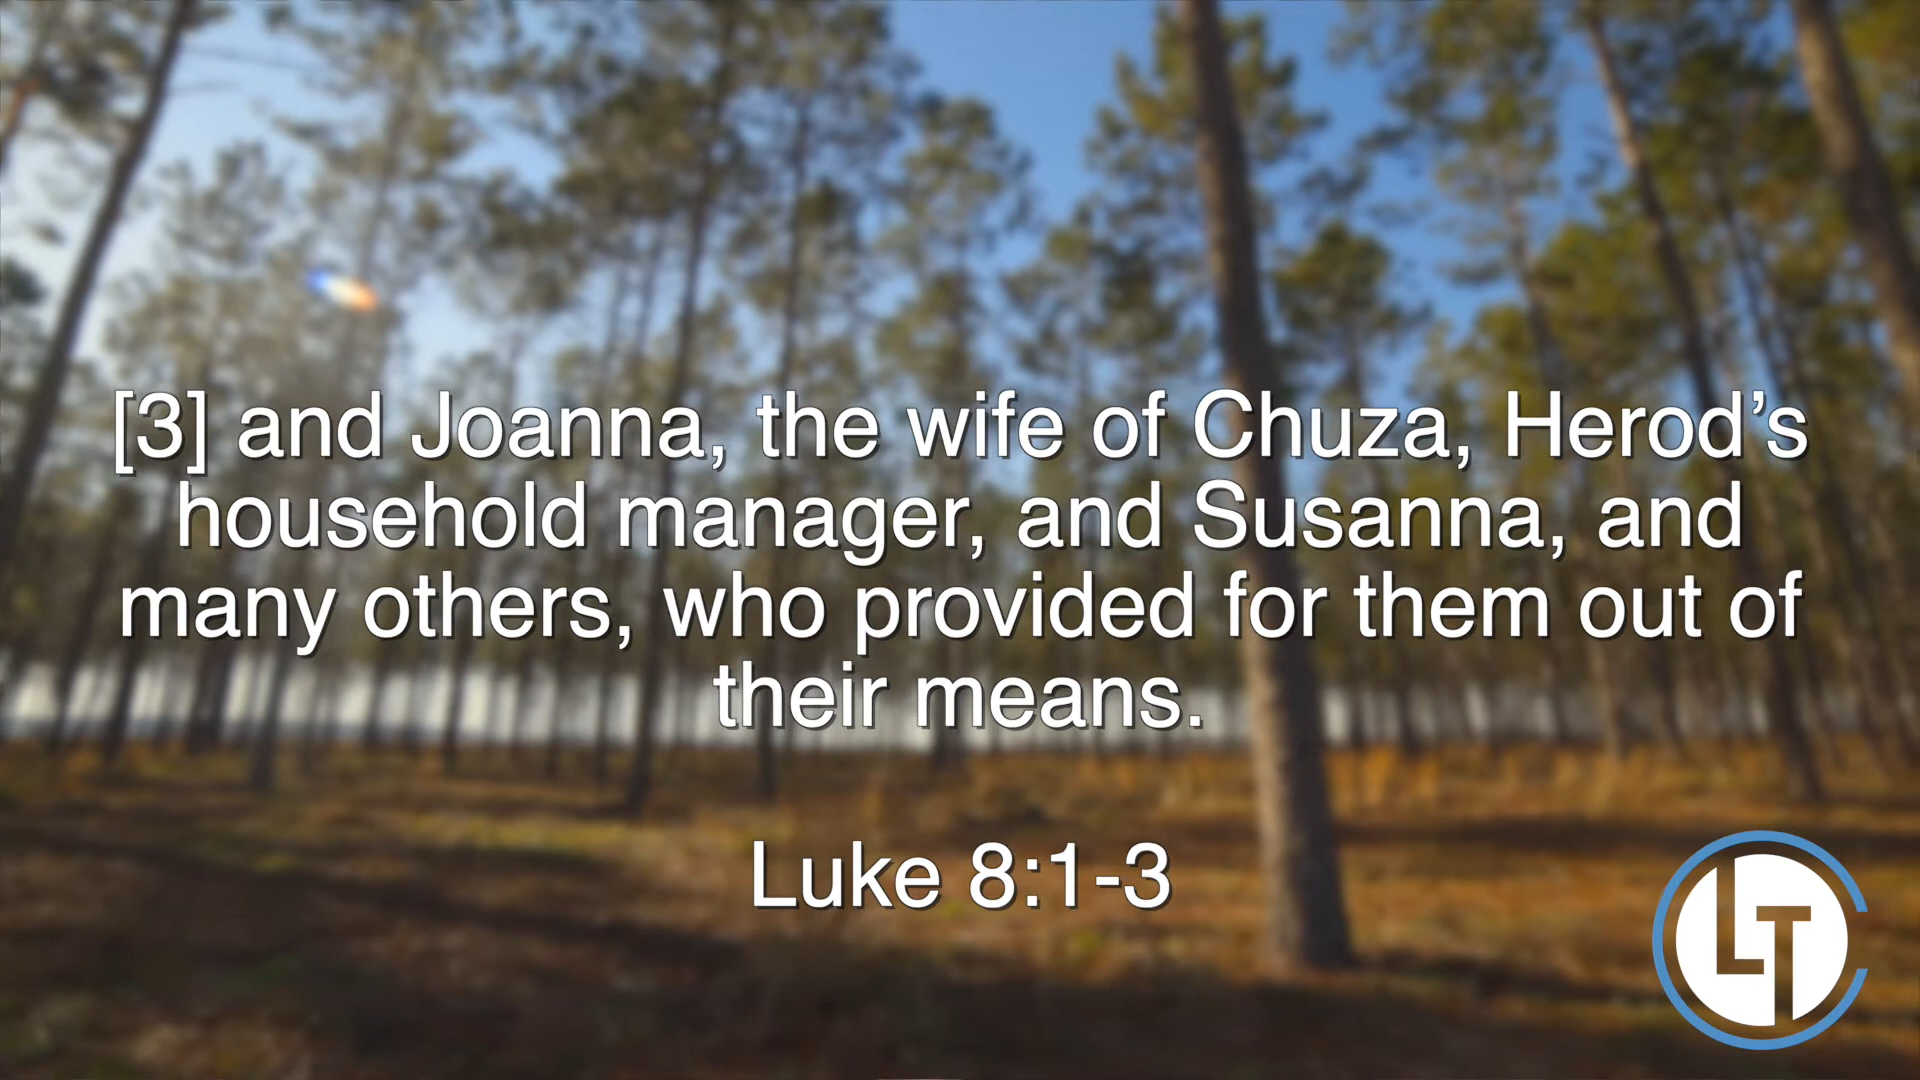 [3] and Joanna, the wife of Chuza, Herod’s
household manager, and Susanna, and
many others, who provided for them out of
their means.
Luke 8:1-3
LT